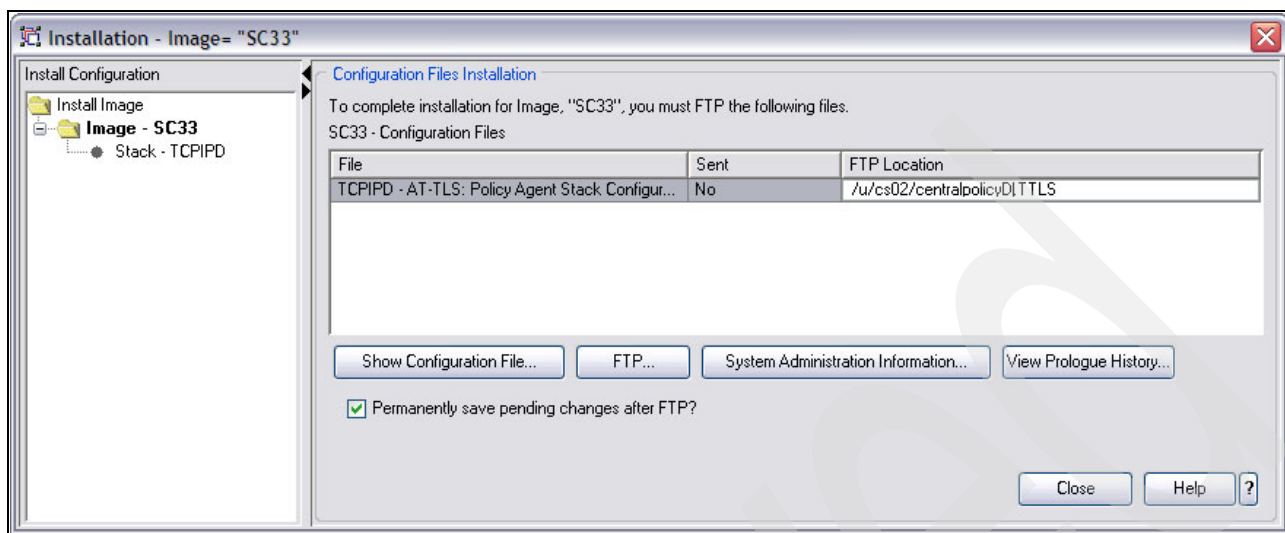 Installation - Image= "SC33"
Install Configuration
Install Image
Image - SC33
Stack - TCPIPD
Configuration Files Installation
To complete installation for Image, "SC33", you must FTP the following files.
SC33 - Configuration Files
File Sent FTP Location
TCPIPD - AT-TLS: Policy Agent Stack Configur... No /u/cs02/centralpolicyD[.TTLS
Show Configuration File... FTP... System Administration Information... View Prologue History...
Permanently save pending changes after FTP?
Close Help ?